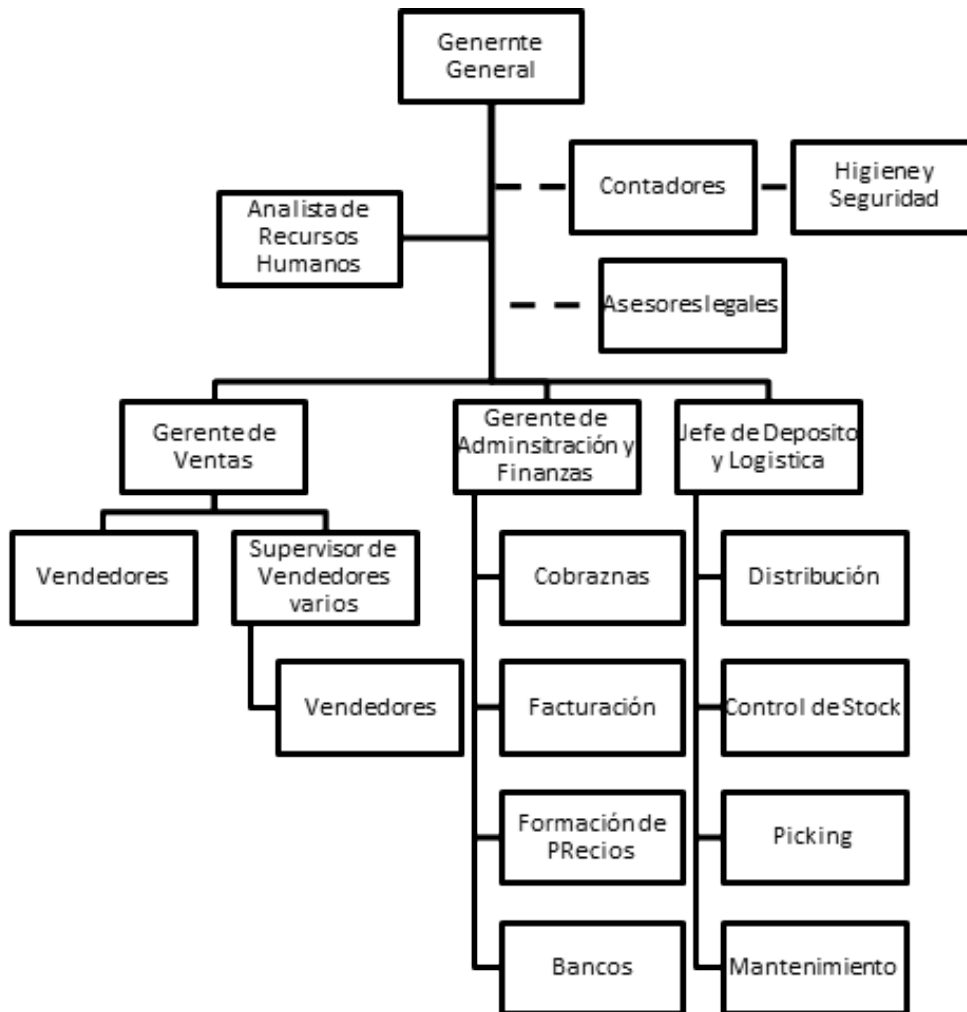 Genernte
General
Contadores
Higiene y
Seguridad
Analista de
Recursos
Humanos
Asesores legales
Gerente de
Ventas
Gerente de
Adminsitración y
Finanzas
Jefe de Deposito
y Logistica
Vendedores
Supervisor de
Vendedores
varios
Cobraznas
Distribución
Vendedores
Facturación
Control de Stock
Formación de
PRecios
Picking
Bancos
Mantenimiento